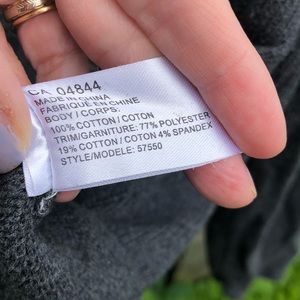 CA 04844
MADE IN CHINA
FABRIQUÉ EN CHINE
BODY / CORPS:
100% COTTON / COTON
TRIM/GARNITURE: 77% POLYESTER
19% COTTON / COTON 4% SPANDEX
STYLE/MODELE: 57550